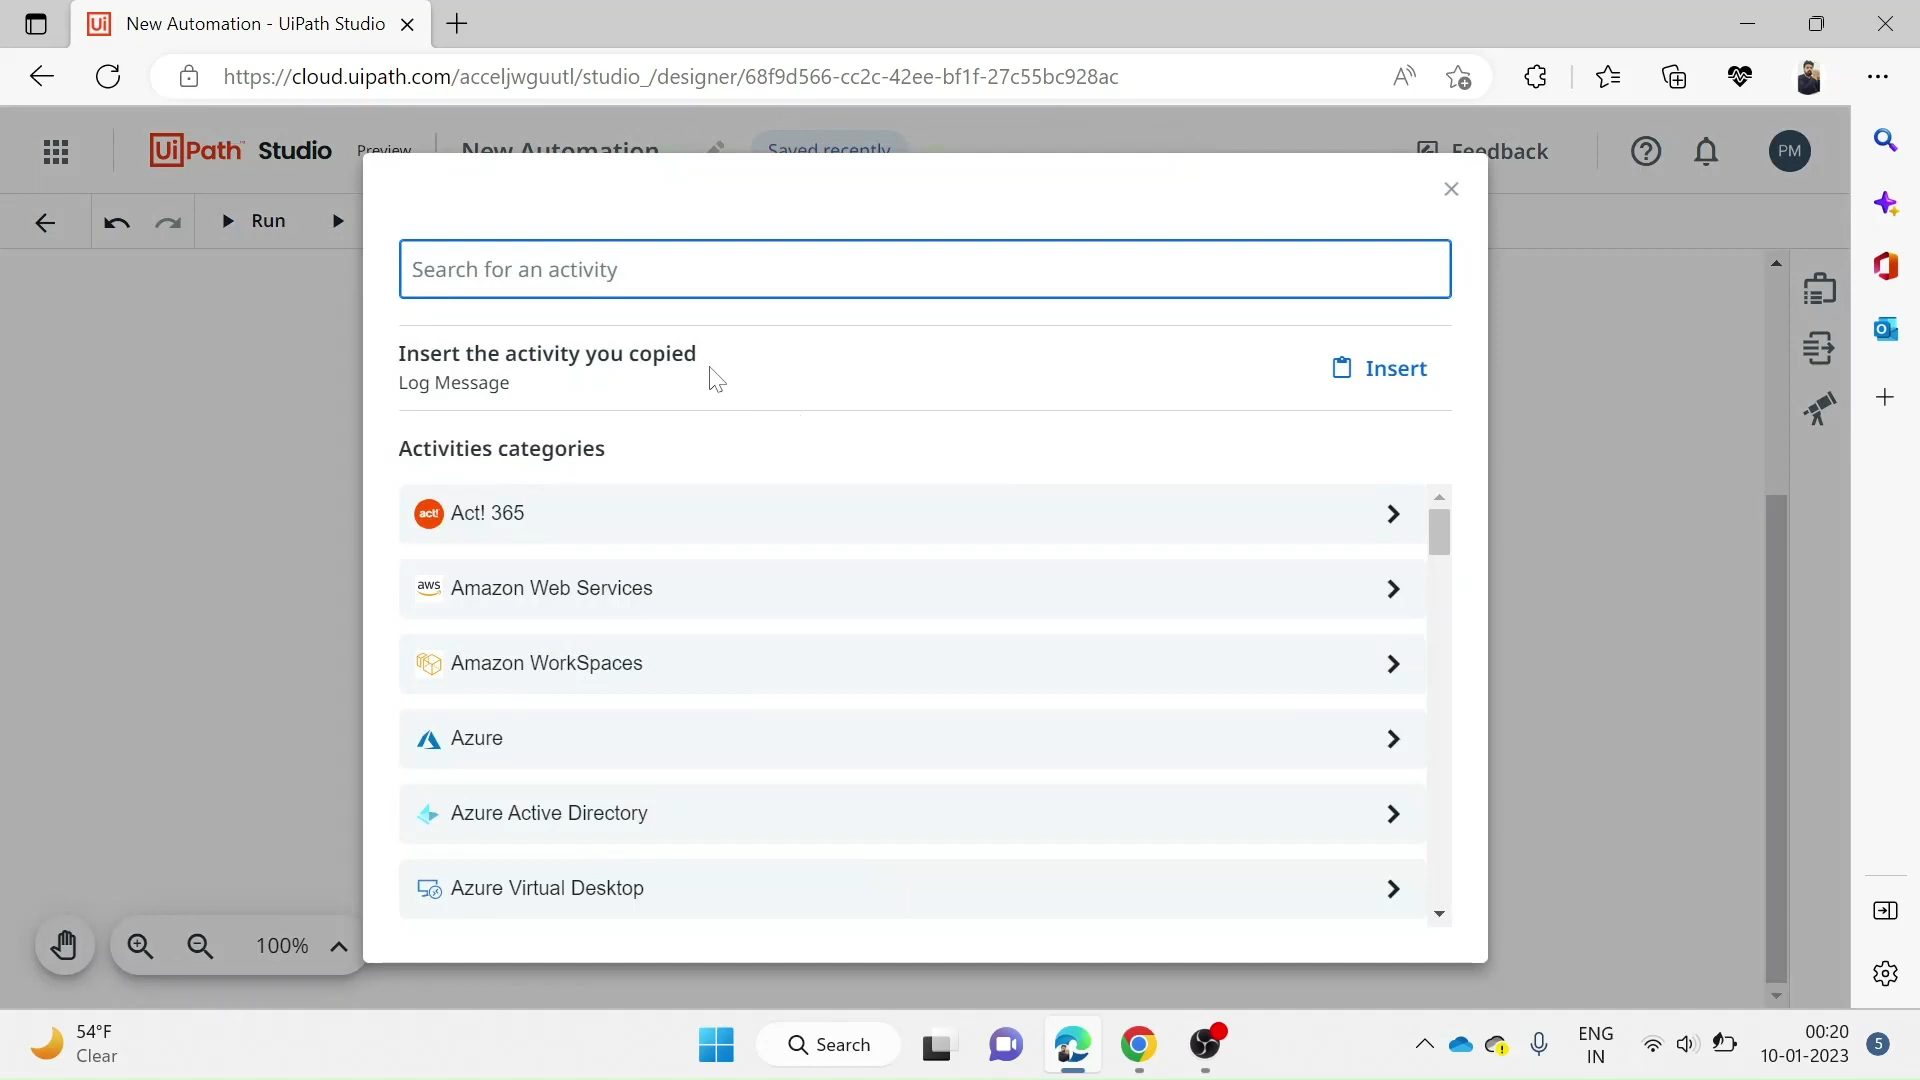 New Automation - UiPath Studio
https://cloud.uipath.com/acceljwguutl/studio_/designer/68f9d566-cc2c-42ee-bf1f-27c55bc928ac
UiPath Studio Preview New Automation Saved recently Feedback PM
Run
Search for an activity
Insert the activity you copied
Log Message
Insert
Activities categories
act! Act! 365
aws Amazon Web Services
Amazon WorkSpaces
Azure
Azure Active Directory
Azure Virtual Desktop
100%
54°F
Clear
Search
ENG
IN
00:20
10-01-2023
5